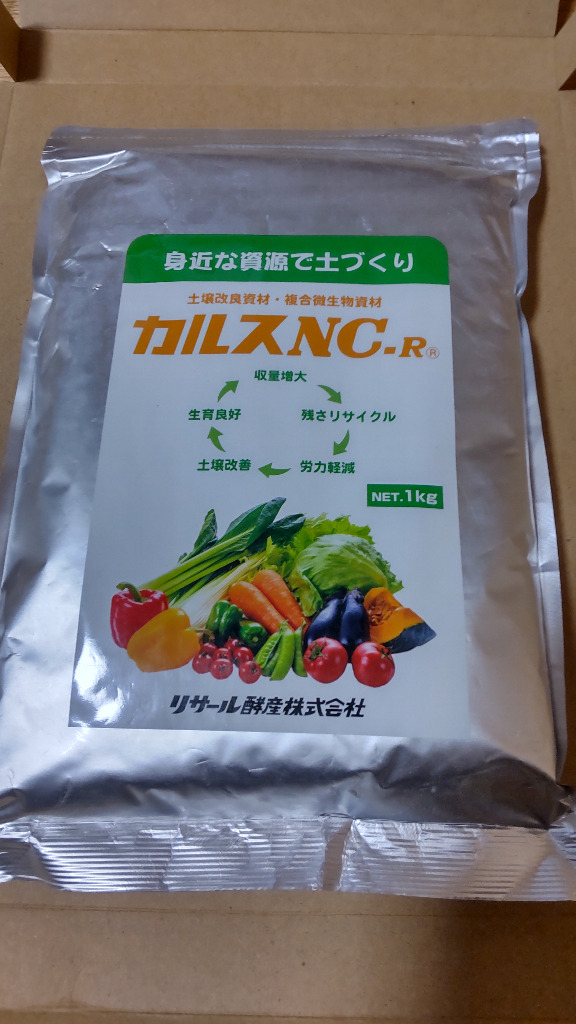 身近な資源で土づくり
土壌改良資材・複合微生物資材
カルスNC-R®
収量増大
生育良好
残さリサイクル
土壌改善
労力軽減
NET.1kg
リサール酵産株式会社